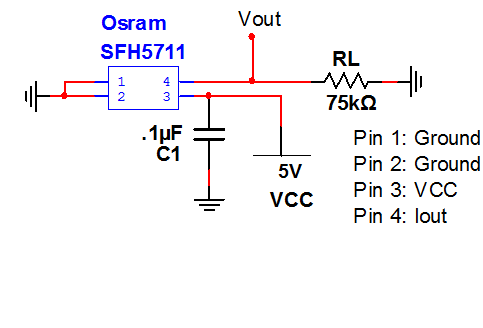 Vout
Osram
SFH5711
RL
1 4
2 3
75kΩ
.1µF
C1
5V
VCC
Pin 1: Ground
Pin 2: Ground
Pin 3: VCC
Pin 4: Iout